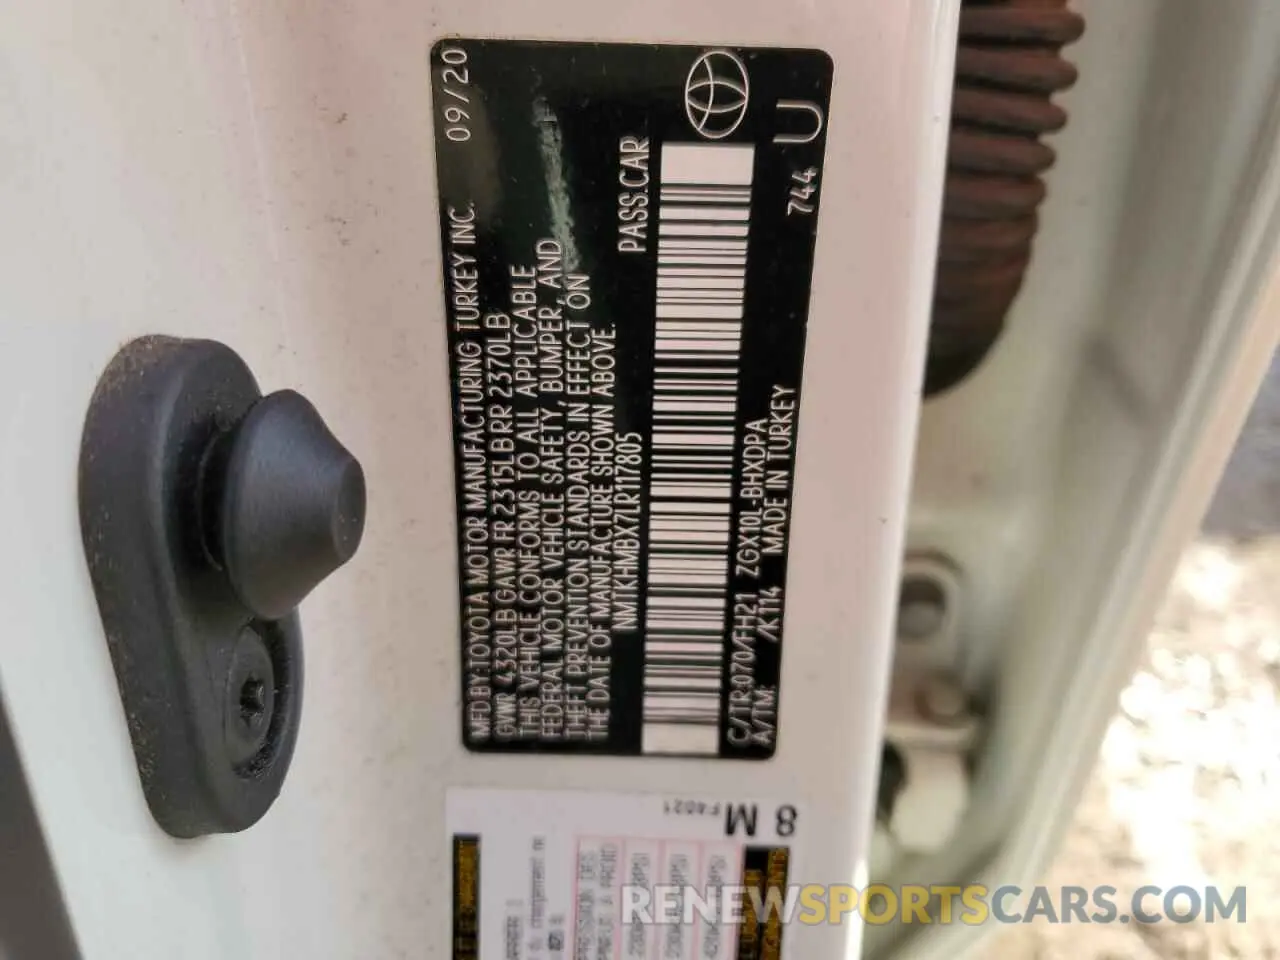 MFD.BY:TOYOTA MOTOR MANUFACTURING TURKEY INC. 09/20
GVWR 4320LB GAWR FR 2315LB RR 2370LB
THIS VEHICLE CONFORMS TO ALL APPLICABLE
FEDERAL MOTOR VEHICLE SAFETY, BUMPER, AND
THEFT PREVENTION STANDARDS IN EFFECT ON
THE DATE OF MANUFACTURE SHOWN ABOVE.
NMTKHMBX7LR117805 PASS.CAR
C/TR:070/FH21 ZGX10L-BHXDPA 744 U
A/TM: /K114 MADE IN TURKEY
8 M
F4021
RENEWSPORTSCARS.COM